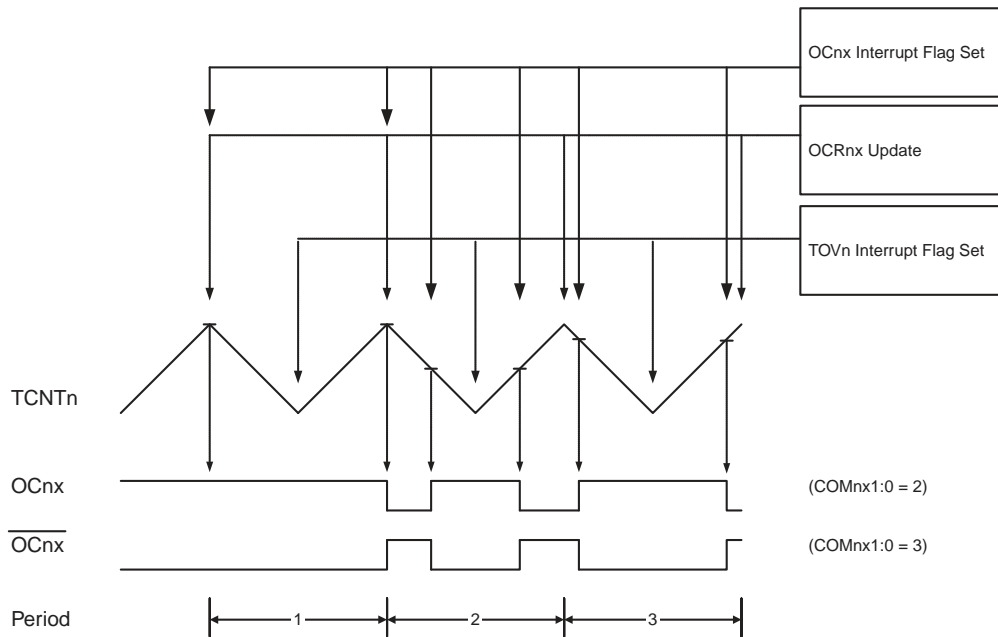 OCnx Interrupt Flag Set
OCRnx Update
TOVn Interrupt Flag Set
TCNTn
OCnx
(COMnx1:0 = 2)
OCnx
(COMnx1:0 = 3)
Period
1
2
3